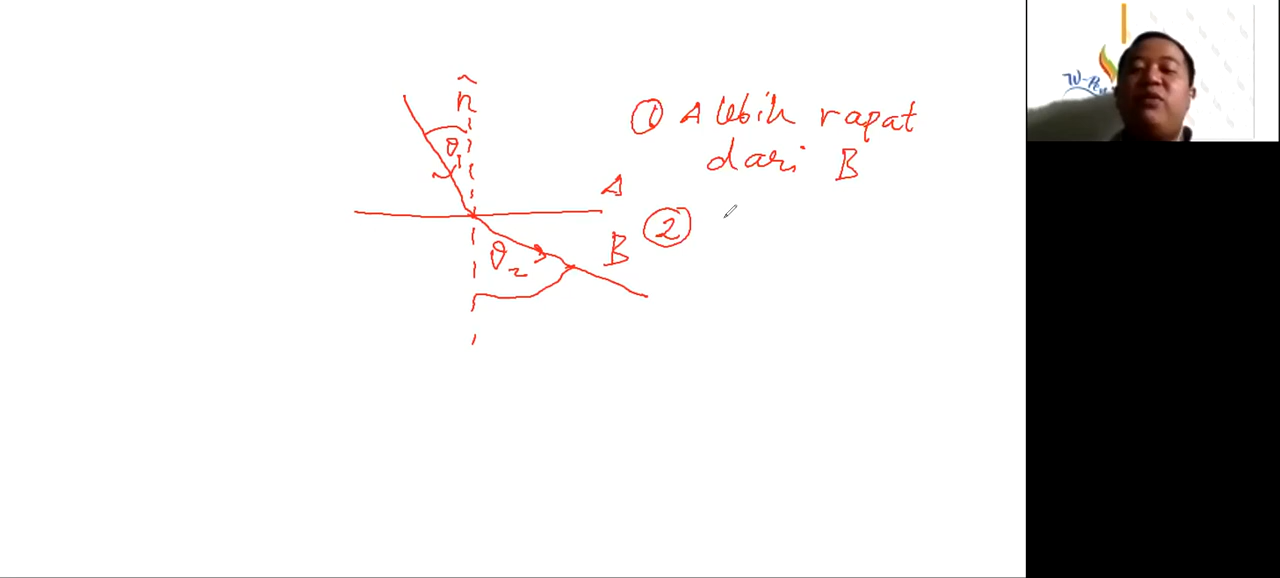 n̂
θ₁
A
B
θ₂
① A lebih rapat
dari B
②